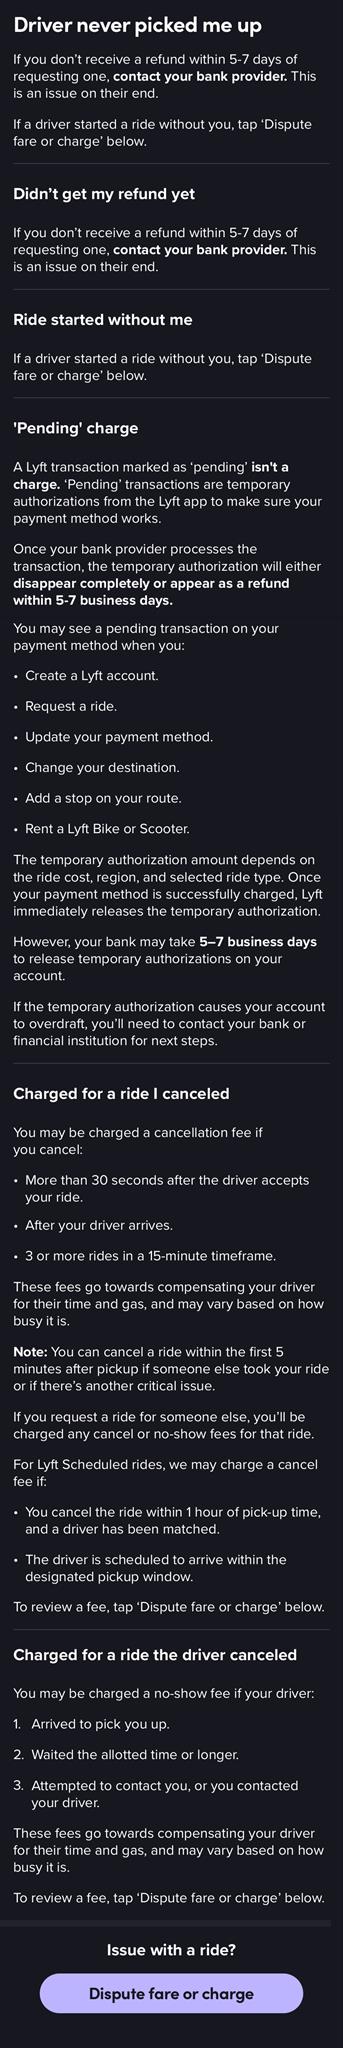 Driver never picked me up
If you don’t receive a refund within 5-7 days of
requesting one, contact your bank provider. This
is an issue on their end.
If a driver started a ride without you, tap ‘Dispute
fare or charge’ below.
Didn’t get my refund yet
If you don’t receive a refund within 5-7 days of
requesting one, contact your bank provider. This
is an issue on their end.
Ride started without me
If a driver started a ride without you, tap ‘Dispute
fare or charge’ below.
'Pending' charge
A Lyft transaction marked as ‘pending’ isn't a
charge. ‘Pending’ transactions are temporary
authorizations from the Lyft app to make sure your
payment method works.
Once your bank provider processes the
transaction, the temporary authorization will either
disappear completely or appear as a refund
within 5-7 business days.
You may see a pending transaction on your
payment method when you:
• Create a Lyft account.
• Request a ride.
• Update your payment method.
• Change your destination.
• Add a stop on your route.
• Rent a Lyft Bike or Scooter.
The temporary authorization amount depends on
the ride cost, region, and selected ride type. Once
your payment method is successfully charged, Lyft
immediately releases the temporary authorization.
However, your bank may take 5–7 business days
to release temporary authorizations on your
account.
If the temporary authorization causes your account
to overdraft, you’ll need to contact your bank or
financial institution for next steps.
Charged for a ride I canceled
You may be charged a cancellation fee if
you cancel:
• More than 30 seconds after the driver accepts
your ride.
• After your driver arrives.
• 3 or more rides in a 15-minute timeframe.
These fees go towards compensating your driver
for their time and gas, and may vary based on how
busy it is.
Note: You can cancel a ride within the first 5
minutes after pickup if someone else took your ride
or if there’s another critical issue.
If you request a ride for someone else, you’ll be
charged any cancel or no-show fees for that ride.
For Lyft Scheduled rides, we may charge a cancel
fee if:
• You cancel the ride within 1 hour of pick-up time,
and a driver has been matched.
• The driver is scheduled to arrive within the
designated pickup window.
To review a fee, tap ‘Dispute fare or charge’ below.
Charged for a ride the driver canceled
You may be charged a no-show fee if your driver:
1. Arrived to pick you up.
2. Waited the allotted time or longer.
3. Attempted to contact you, or you contacted
your driver.
These fees go towards compensating your driver
for their time and gas, and may vary based on how
busy it is.
To review a fee, tap ‘Dispute fare or charge’ below.
Issue with a ride?
Dispute fare or charge